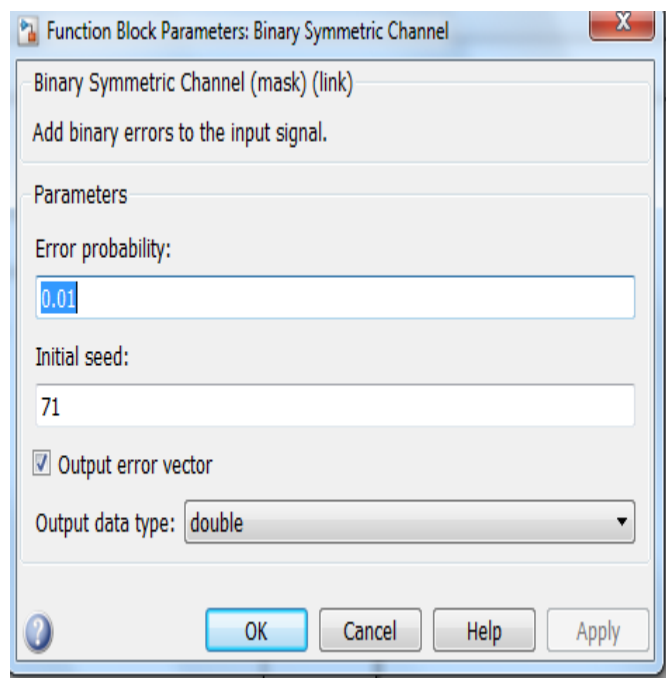 Function Block Parameters: Binary Symmetric Channel
X
Binary Symmetric Channel (mask) (link)
Add binary errors to the input signal.
Parameters
Error probability:
0.01
Initial seed:
71
Output error vector
Output data type: double
? OK Cancel Help Apply